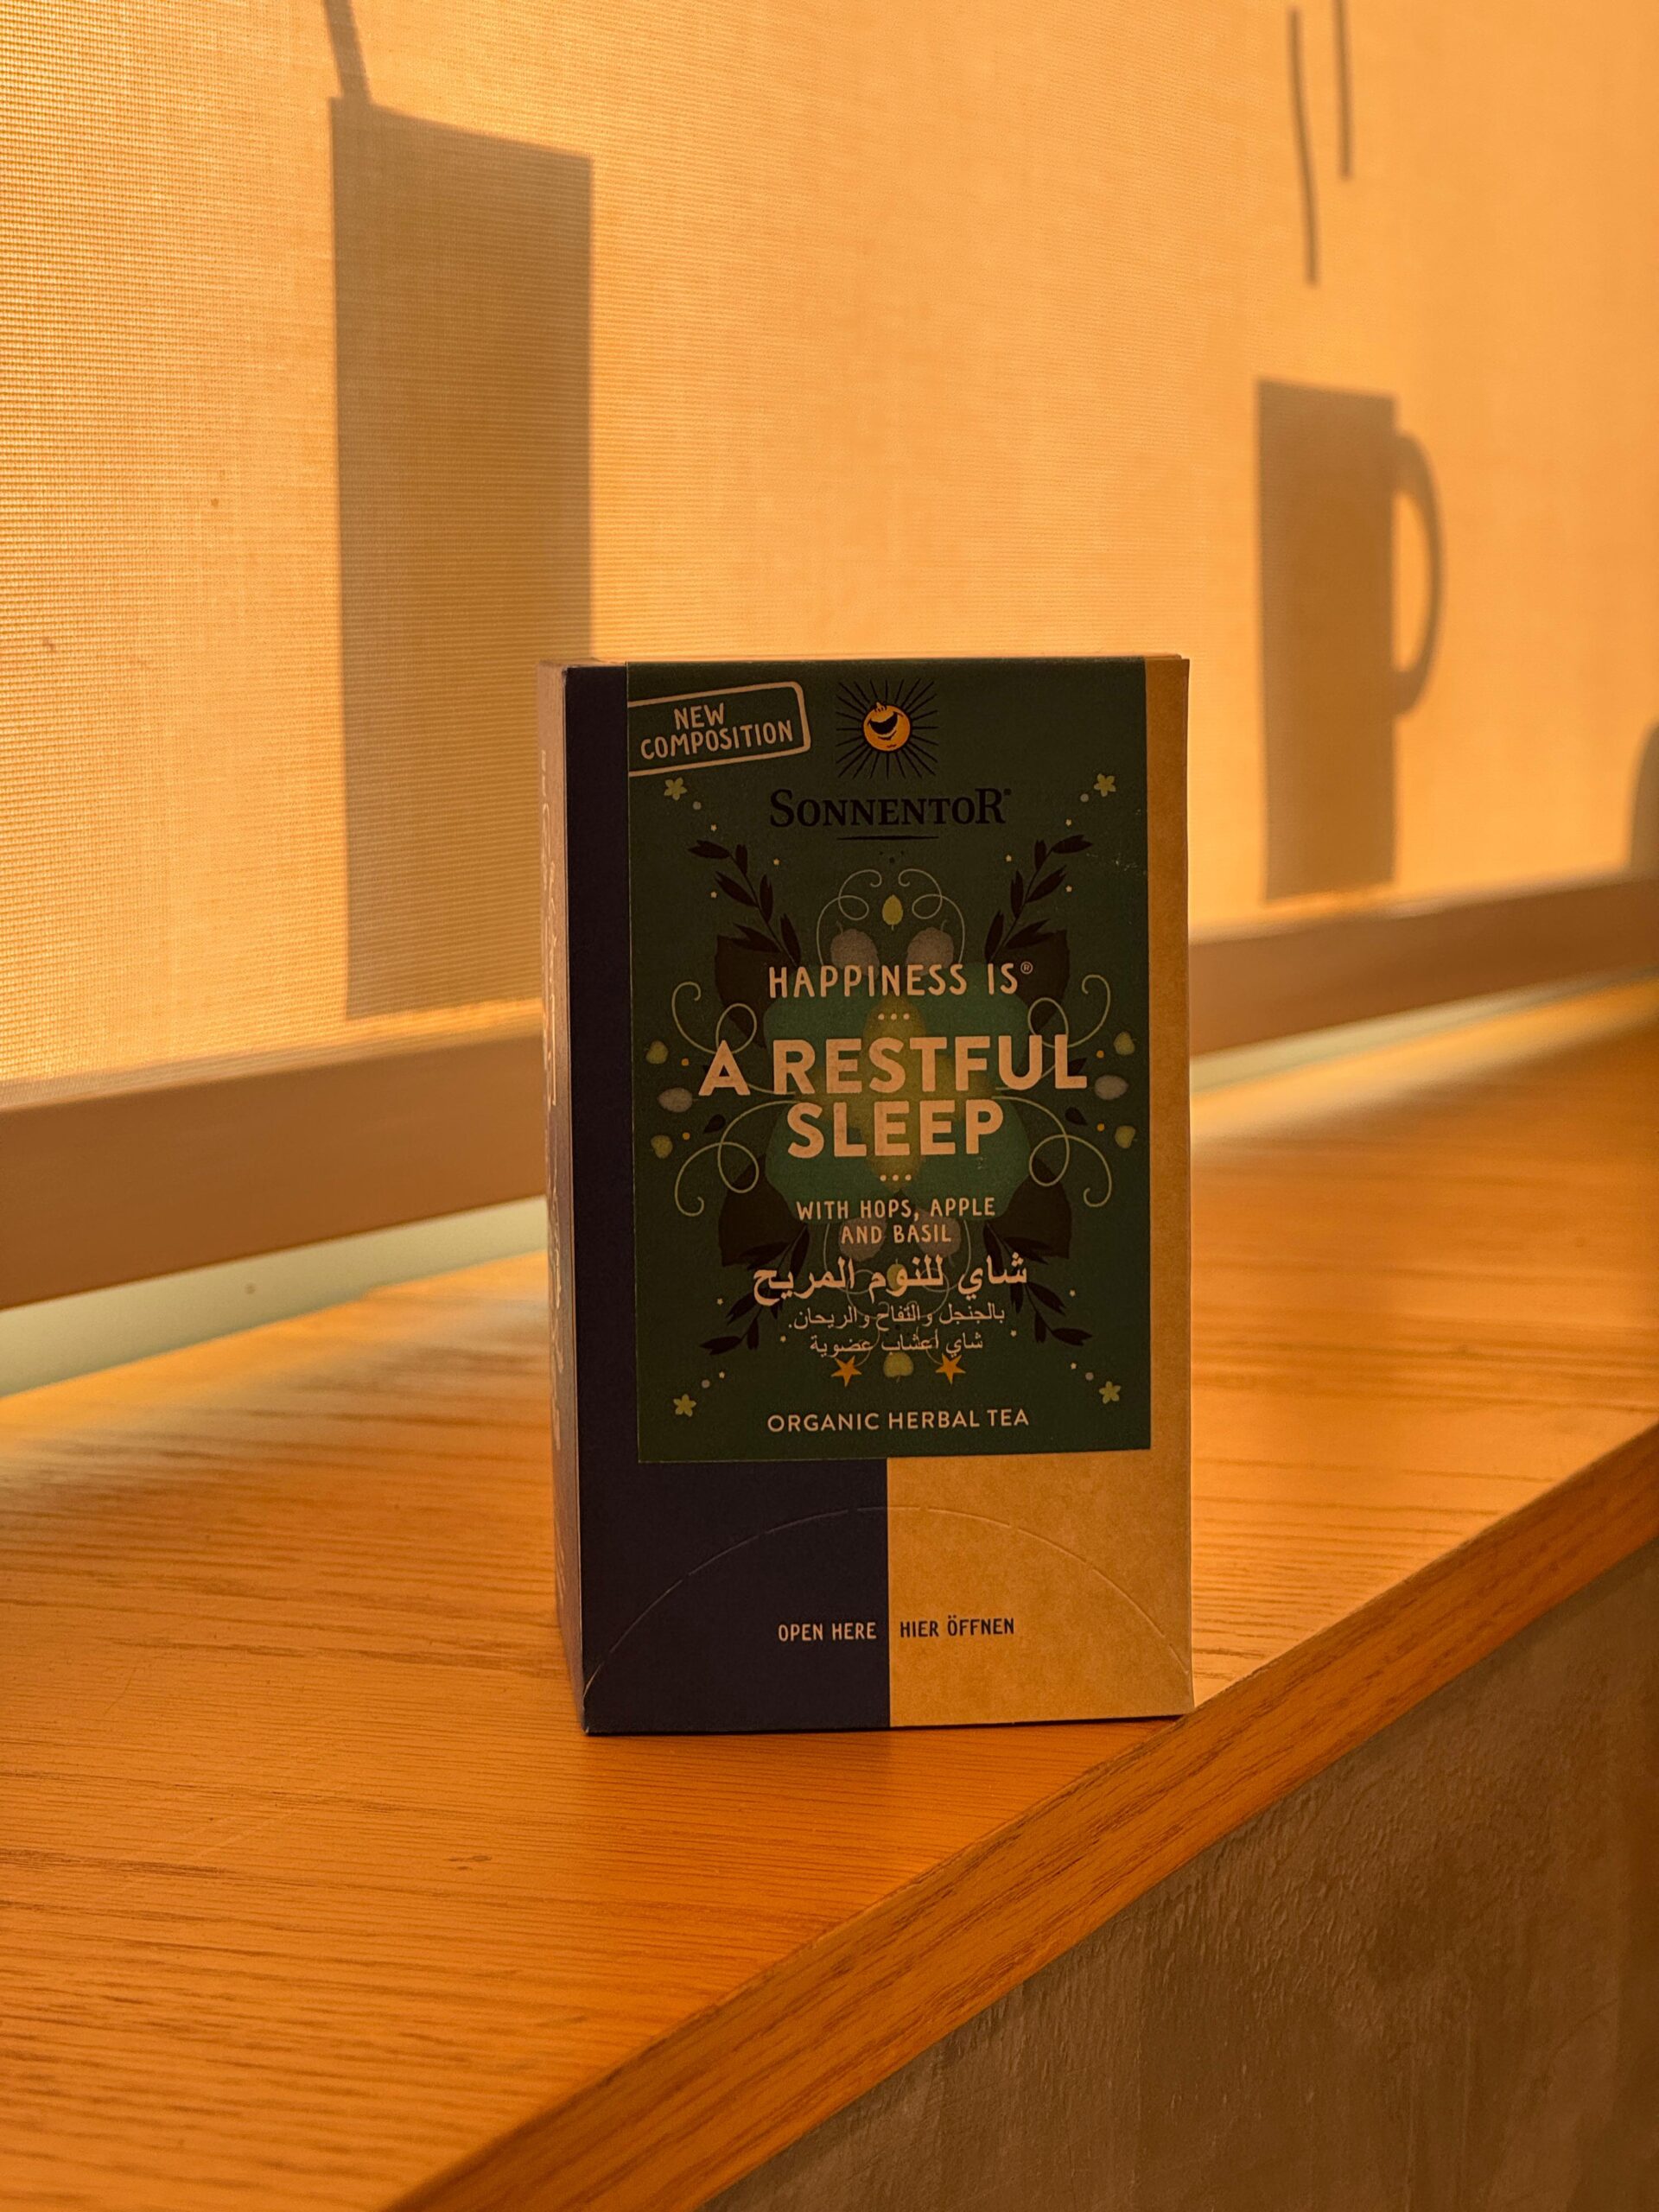 NEW
COMPOSITION
SONNENTOR®
HAPPINESS IS®
A RESTFUL
SLEEP
WITH HOPS, APPLE
AND BASIL
شاي للنوم المريح
بالجنجل والتفاح والريحان.
شاي أعشاب عضوية
ORGANIC HERBAL TEA
OPEN HERE
HIER ÖFFNEN